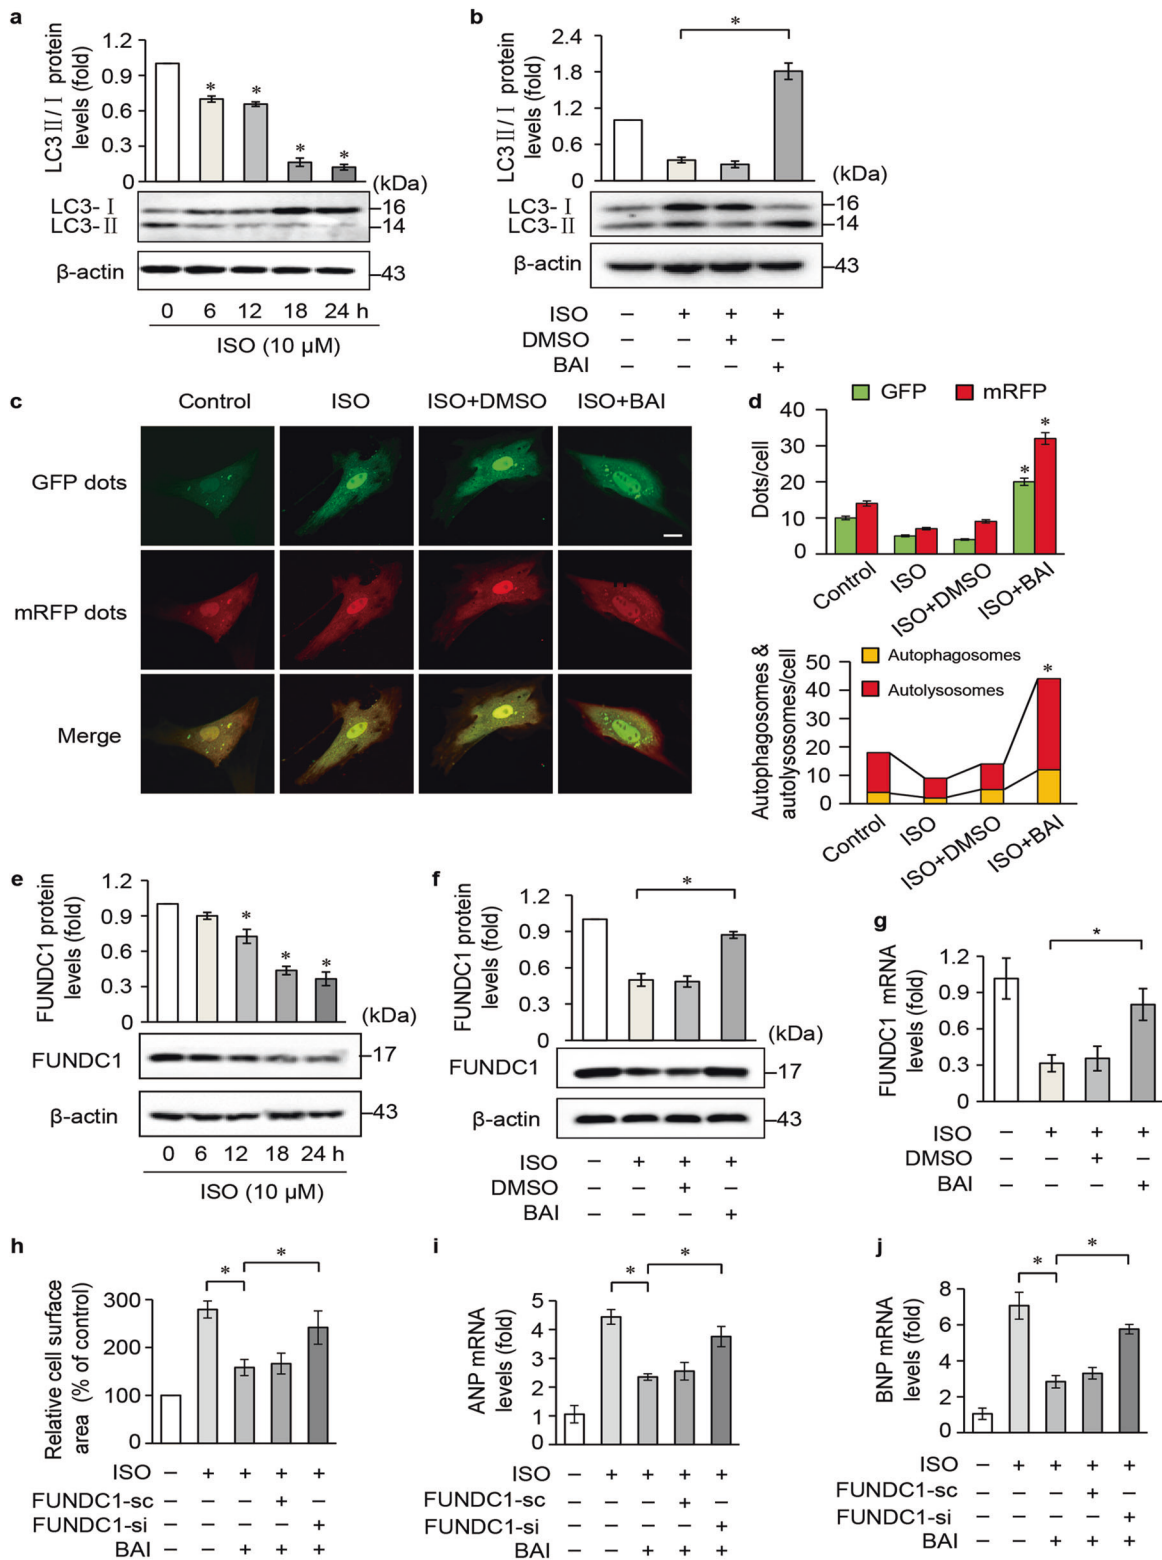 a
LC3Ⅱ/Ⅰ protein
levels (fold)
1.2
0.9
0.6
0.3
0
* * * *
(kDa)
LC3-Ⅰ
LC3-Ⅱ
16
14
β-actin
43
0 6 12 18 24 h
ISO (10 μM)
b
LC3Ⅱ/Ⅰ protein
levels (fold)
2.4
1.8
1.2
0.6
0
*
(kDa)
LC3-Ⅰ
LC3-Ⅱ
16
14
β-actin
43
ISO − + + +
DMSO − − + −
BAI − − − +
c
Control ISO ISO+DMSO ISO+BAI
GFP dots
mRFP dots
Merge
d
GFP mRFP
Dots/cell
40
30
20
10
0
* *
Control ISO ISO+DMSO ISO+BAI
Autophagosomes &
autolysosomes/cell
50
40
30
20
10
0
Autophagosomes
Autolysosomes
*
Control ISO ISO+DMSO ISO+BAI
e
FUNDC1 protein
levels (fold)
1.2
0.9
0.6
0.3
0
* * *
(kDa)
FUNDC1
17
β-actin
43
0 6 12 18 24 h
ISO (10 μM)
f
FUNDC1 protein
levels (fold)
1.2
0.9
0.6
0.3
0
*
(kDa)
FUNDC1
17
β-actin
43
ISO − + + +
DMSO − − + −
BAI − − − +
g
FUNDC1 mRNA
levels (fold)
1.2
0.9
0.6
0.3
0
*
ISO − + + +
DMSO − − + −
BAI − − − +
h
Relative cell surface
area (% of control)
300
200
100
0
* *
ISO − + + + +
FUNDC1-sc − − − + −
FUNDC1-si − − − − +
BAI − − + + +
i
ANP mRNA
levels (fold)
5
4
3
2
1
0
* *
ISO − + + + +
FUNDC1-sc − − − + −
FUNDC1-si − − − − +
BAI − − + + +
j
BNP mRNA
levels (fold)
8
6
4
2
0
* *
ISO − + + + +
FUNDC1-sc − − − + −
FUNDC1-si − − − − +
BAI − − + + +